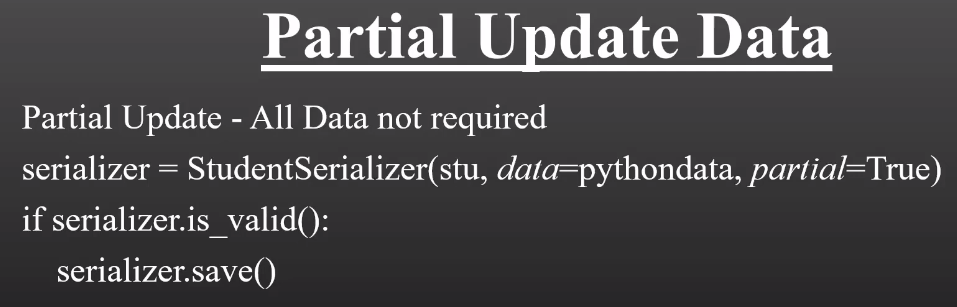 Partial Update Data
Partial Update - All Data not required
serializer = StudentSerializer(stu, data=pythondata, partial=True)
if serializer.is_valid():
serializer.save()